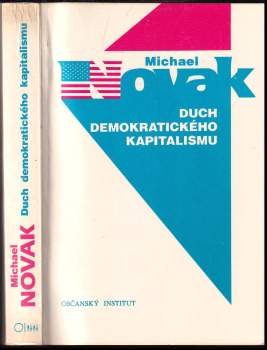 Michael
Novak
DUCH
DEMOKRATICKÉHO
KAPITALISMU
OBČANSKÝ INSTITUT
Michael
NOVAK
Duch demokratického kapitalismu